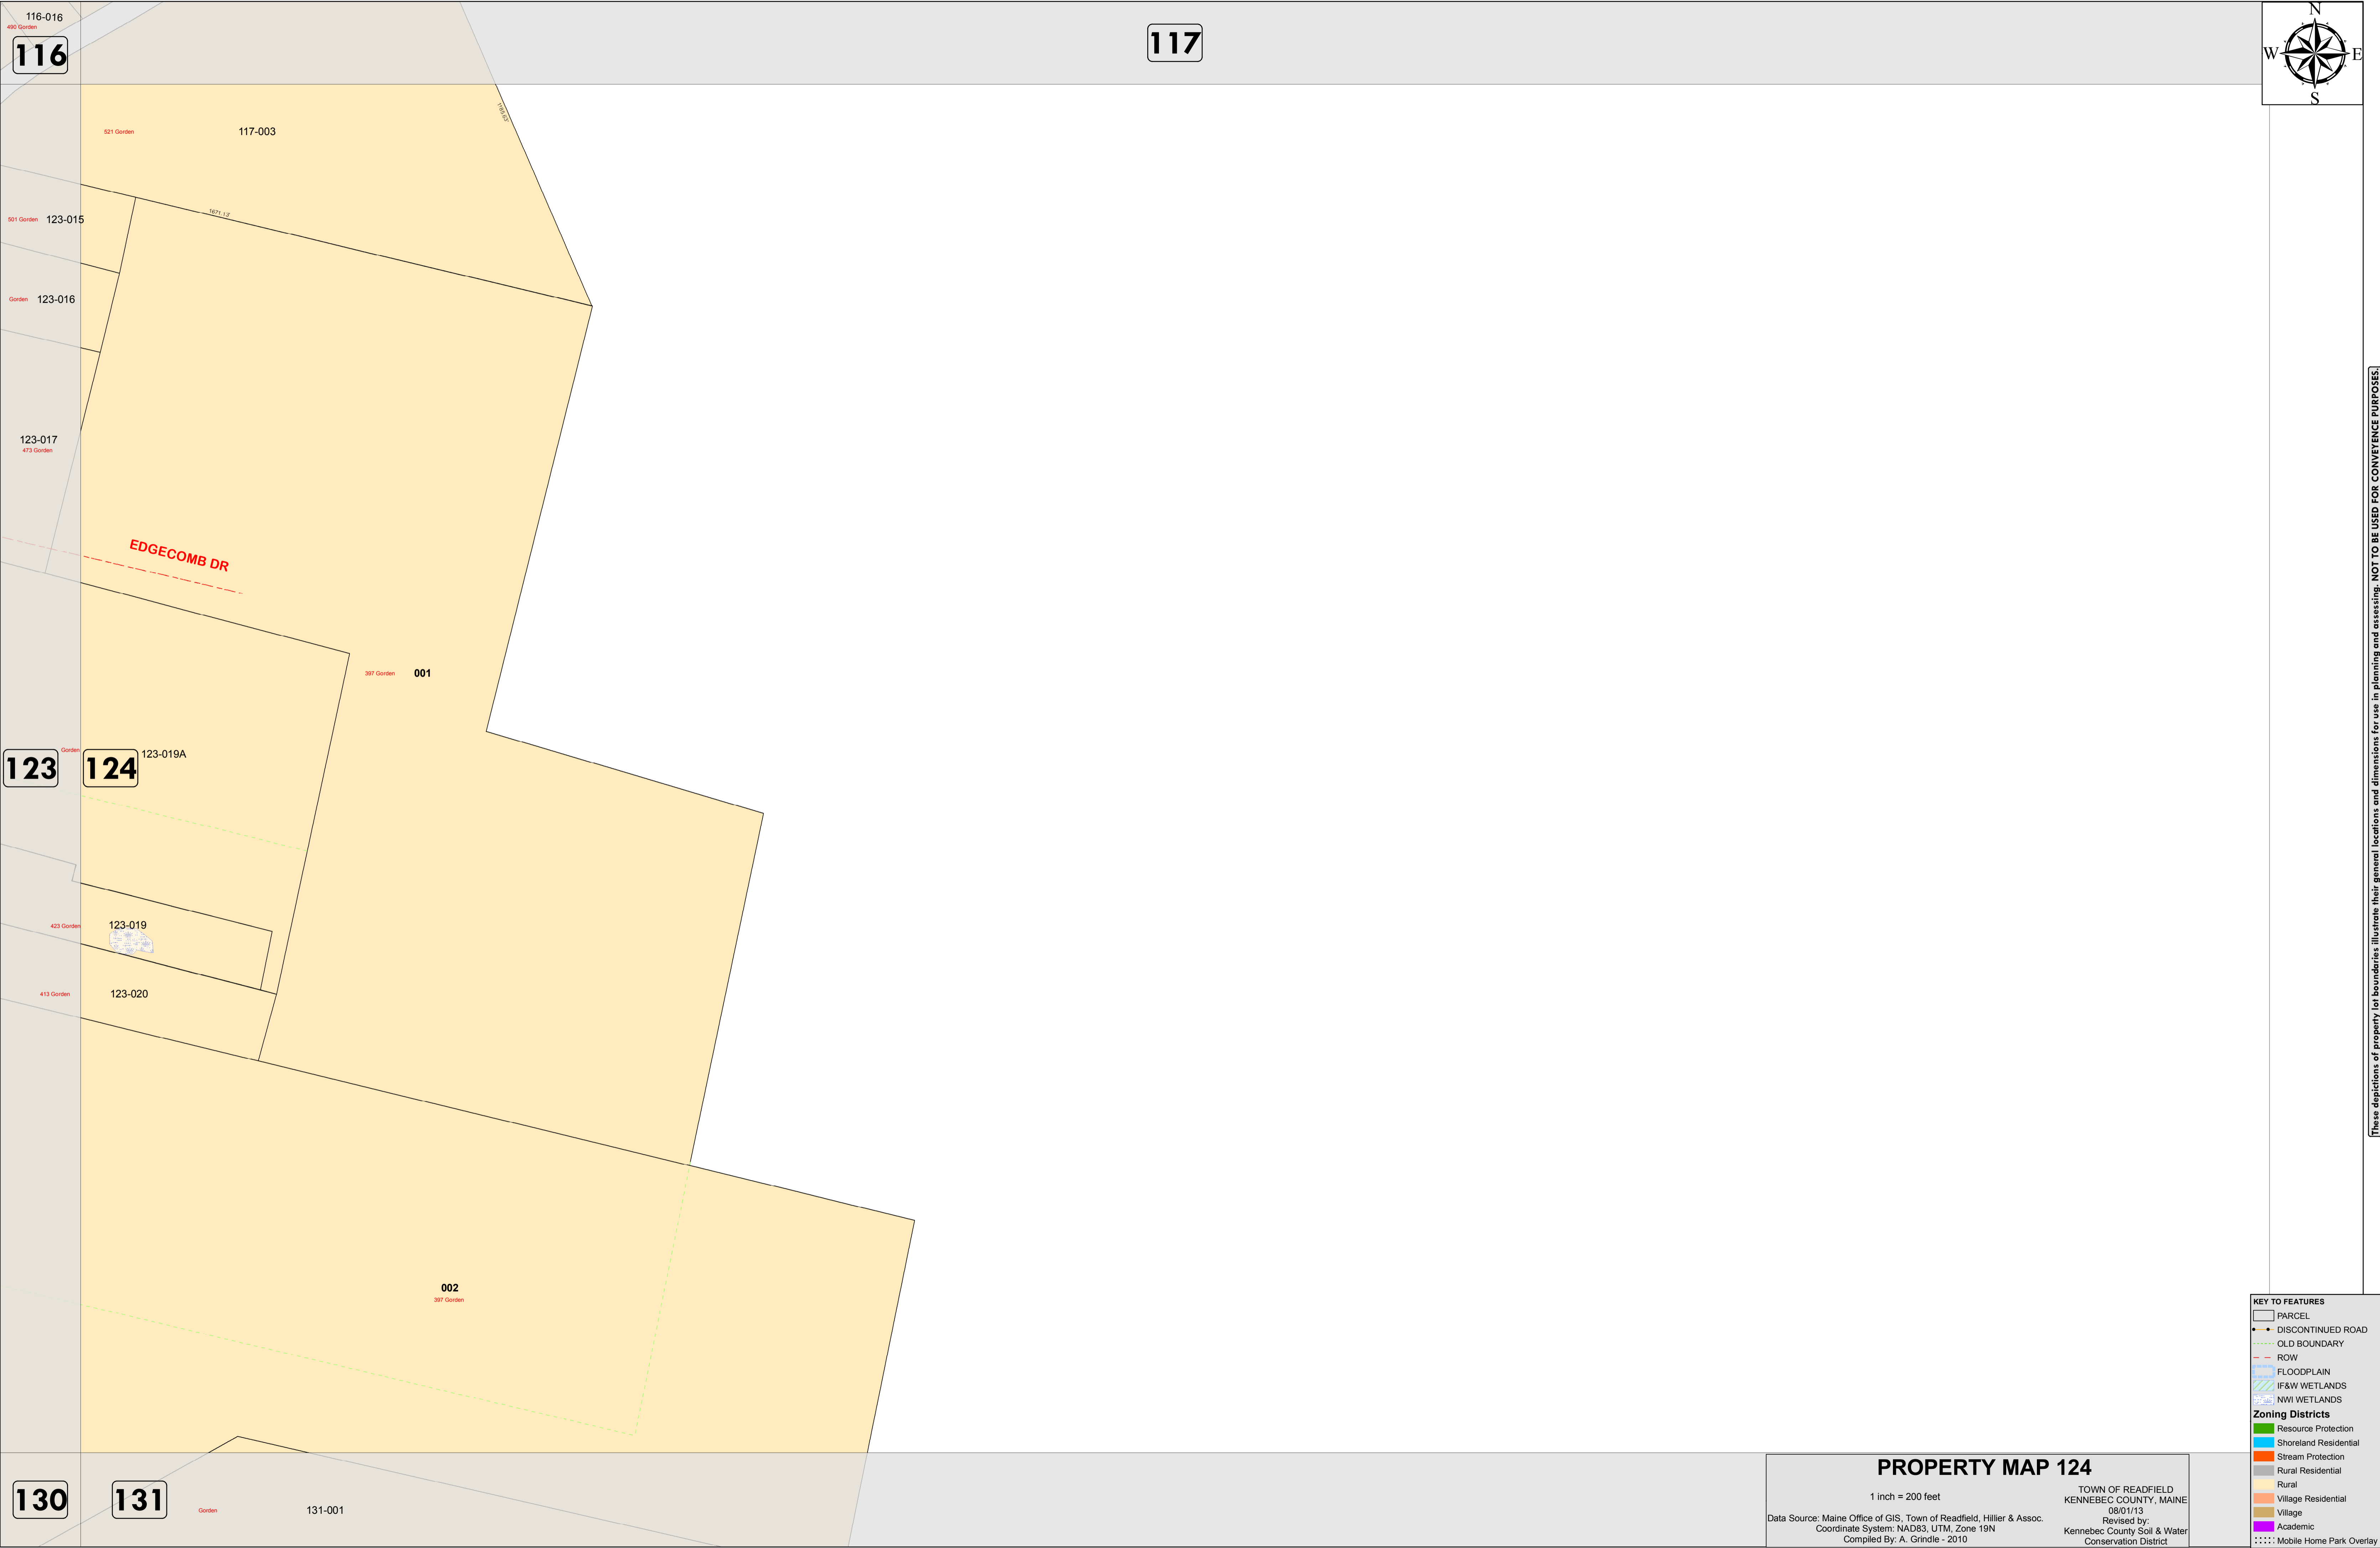 116-016
490 Gorden
116
117
N
W
E
S
1785.63'
521 Gorden
117-003
1671.13'
501 Gorden
123-015
Gorden
123-016
123-017
473 Gorden
EDGECOMB DR
397 Gorden
001
Gorden
123
124
123-019A
423 Gorden
123-019
413 Gorden
123-020
002
397 Gorden
130
131
Gorden
131-001
These depictions of property lot boundaries illustrate their general locations and dimensions for use in planning and assessing. NOT TO BE USED FOR CONVEYENCE PURPOSES.
PROPERTY MAP 124
1 inch = 200 feet
Data Source: Maine Office of GIS, Town of Readfield, Hillier & Assoc.
Coordinate System: NAD83, UTM, Zone 19N
Compiled By: A. Grindle - 2010
TOWN OF READFIELD
KENNEBEC COUNTY, MAINE
08/01/13
Revised by:
Kennebec County Soil & Water
Conservation District
KEY TO FEATURES
PARCEL
DISCONTINUED ROAD
OLD BOUNDARY
ROW
FLOODPLAIN
IF&W WETLANDS
NWI WETLANDS
Zoning Districts
Resource Protection
Shoreland Residential
Stream Protection
Rural Residential
Rural
Village Residential
Village
Academic
Mobile Home Park Overlay